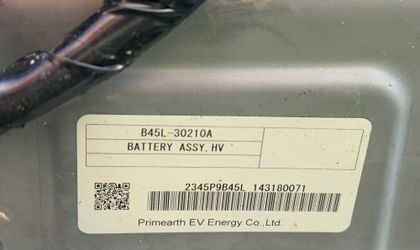 B45L-30210A
BATTERY ASSY, HV
2345P9B45L 143180071
Primearth EV Energy Co.,Ltd.